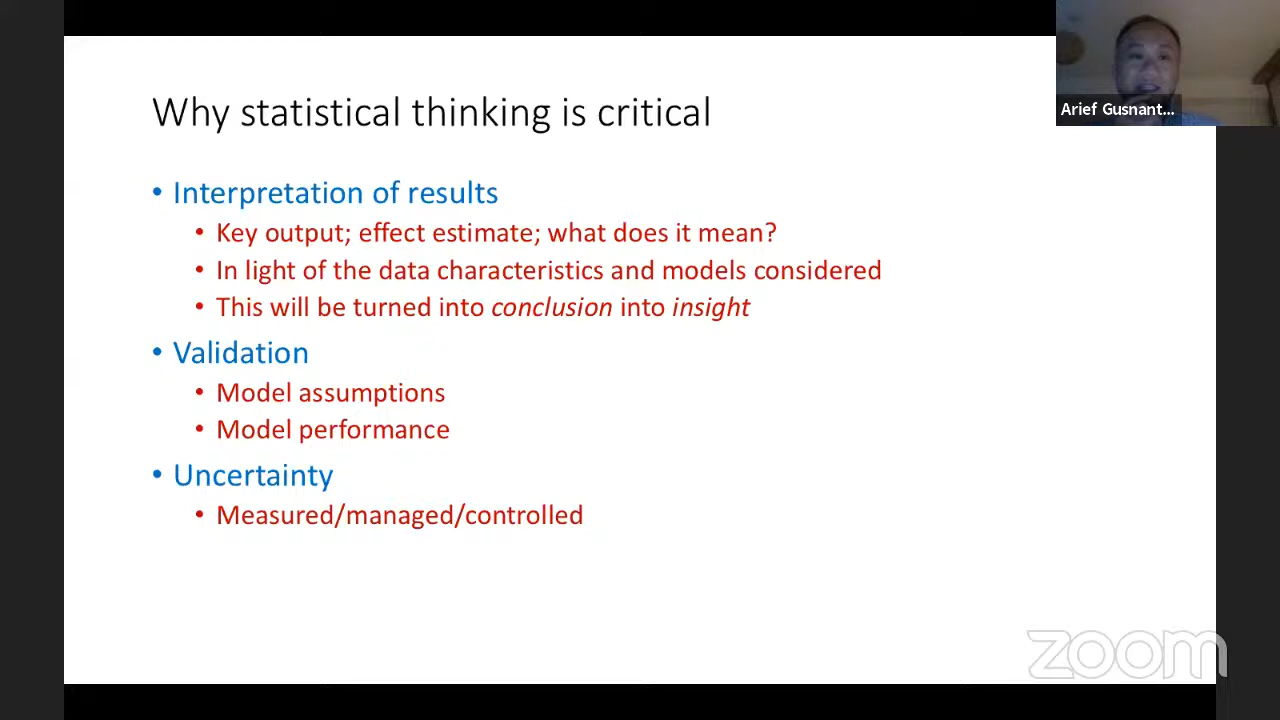 Why statistical thinking is critical
Arief Gusnant...
• Interpretation of results
• Key output; effect estimate; what does it mean?
• In light of the data characteristics and models considered
• This will be turned into conclusion into insight
• Validation
• Model assumptions
• Model performance
• Uncertainty
• Measured/managed/controlled
zoom